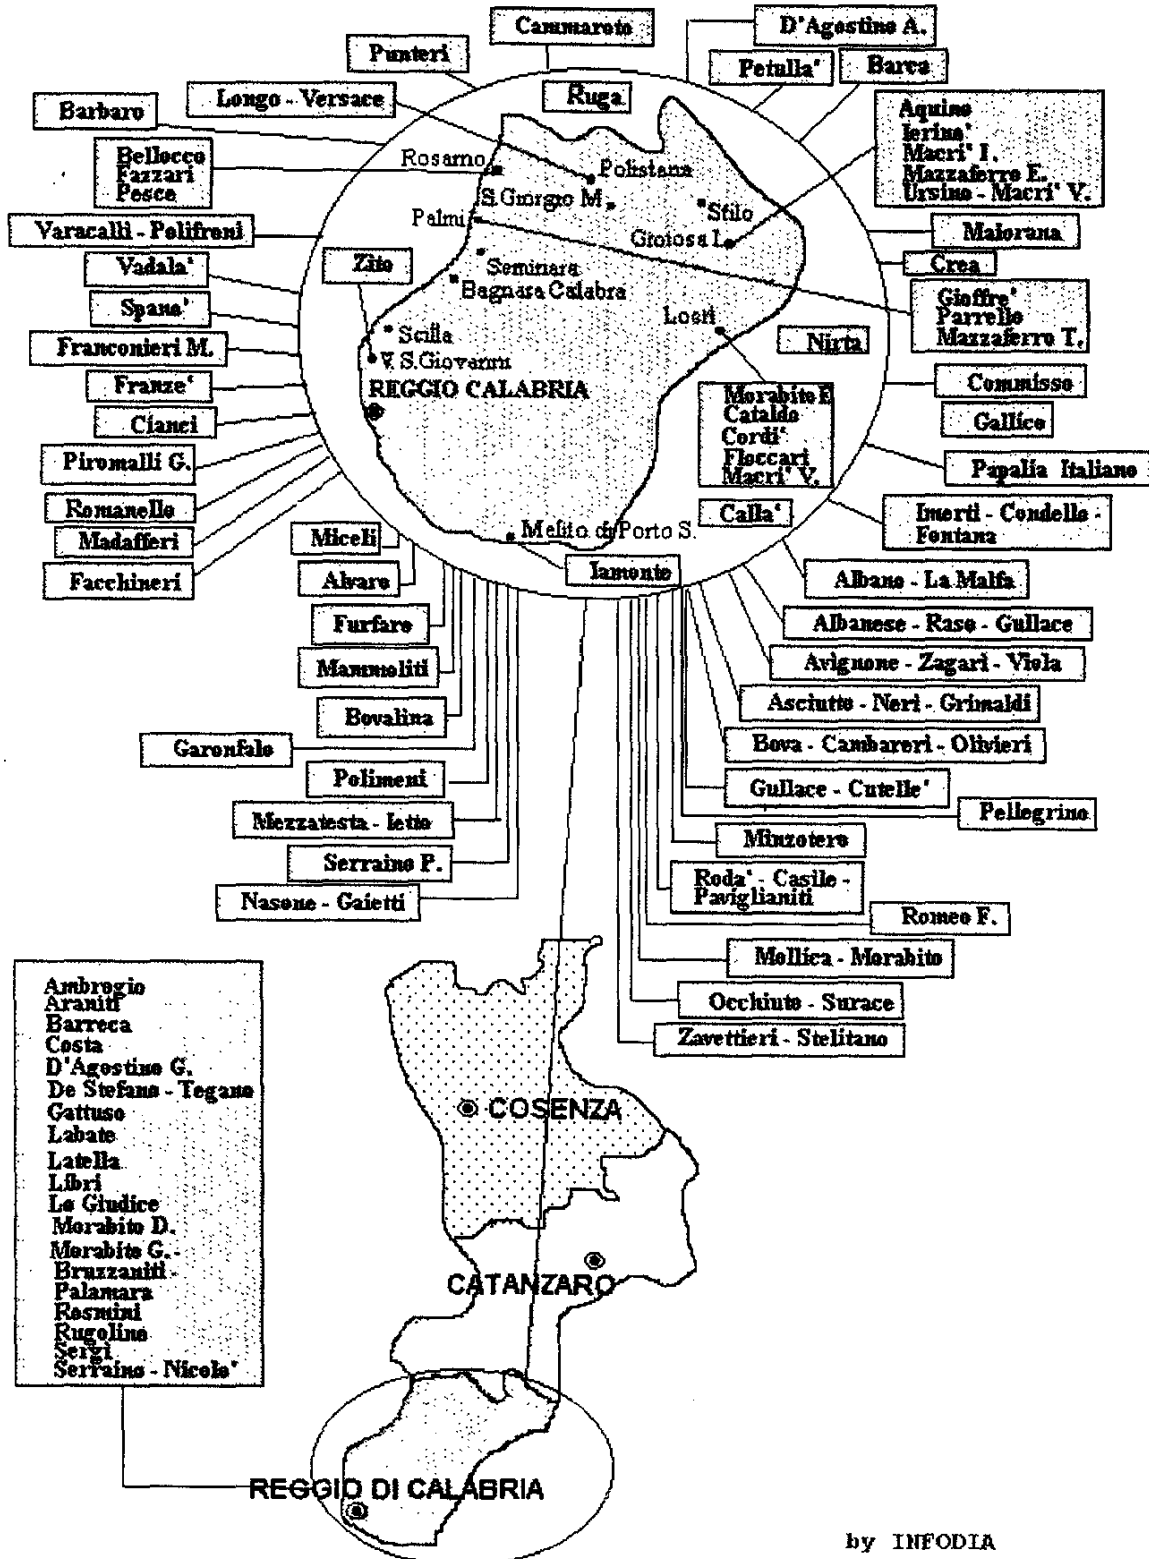 Cammaroto
D'Agostino A.
Punteri
Petulla'
Barca
Longo - Versace
Ruga
Barbaro
Aquino
Ierino'
Macri' I.
Mazzaferro E.
Ursino - Macri' V.
Bellocco
Fazzari
Pesce
Rosarno
Polistana
S.Giorgio M
Stilo
Palmi
Gioiosa I.
Varacalli - Polifroni
Maiorana
Vadala'
Zito
Seminara
Bagnara Calabra
Crea
Spano'
Gioffre'
Parrello
Mazzaferro T.
Locri
Scilla
Nirta
Franconieri M.
V. S.Giovanni
REGGIO CALABRIA
Franze'
Commisso
Morabito F
Cataldo
Cordi'
Floccari
Macri' V.
Cianci
Gallico
Piromalli G.
Papalia Italiano
Romanello
Calla'
Imerti - Condello -
Fontana
Madafferi
Miceli
Melito di Porto S.
Facchineri
Alvaro
Iamonte
Albano - La Malfa
Furfaro
Albanese - Raso - Gullace
Mammoliti
Avignone - Zagari - Viola
Bovalina
Asciutto - Neri - Grimaldi
Garonfalo
Bova - Cambareri - Olivieri
Polimeni
Gullace - Cutelle'
Pellegrino
Mezzatesta - Ietto
Minzotero
Serraino P.
Roda' - Casile -
Paviglianiti
Nasone - Gaietti
Romeo F.
Mollica - Morabito
Occhiuto - Surace
Zavettieri - Stelitano
Ambrogio
Araniti
Barreca
Costa
D'Agostino G.
De Stefano - Tegano
Gattuso
Labate
Latella
Libri
Lo Giudice
Morabito D.
Morabito G. -
Bruzzaniti -
Palamara
Rosmini
Rugolino
Sergi
Serraino - Nicolo'
COSENZA
CATANZARO
REGGIO DI CALABRIA
by INFODIA